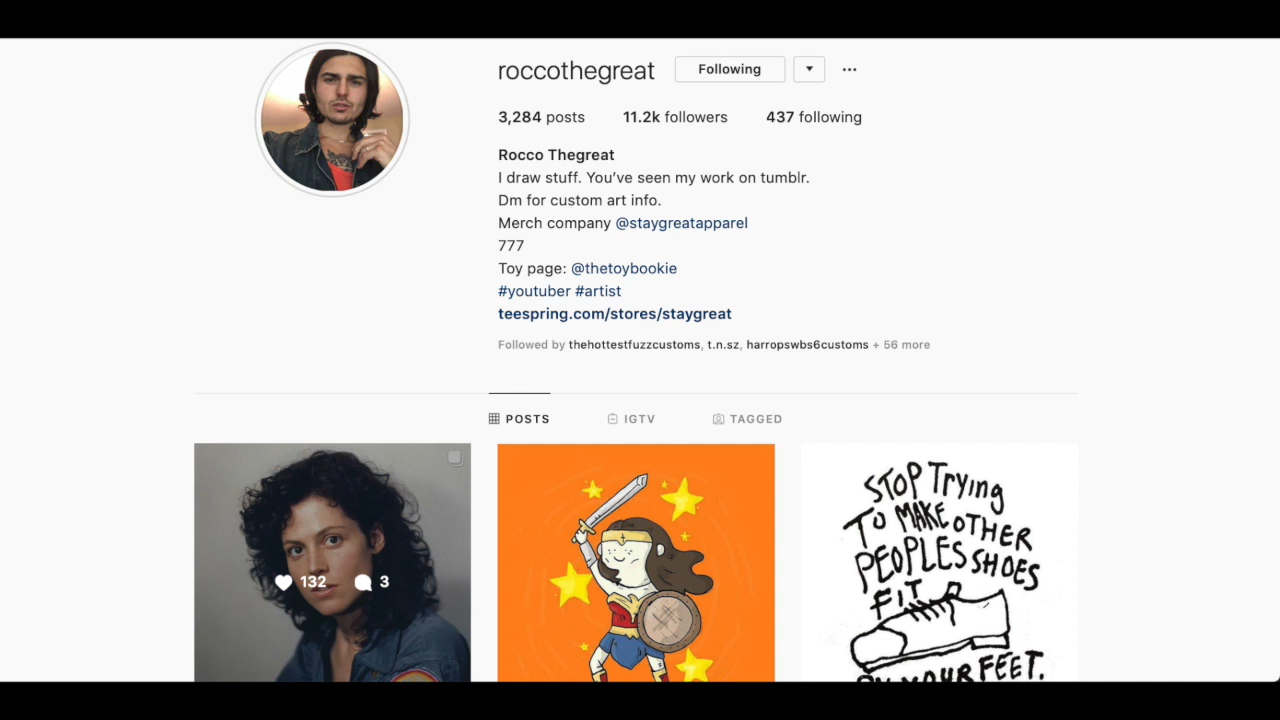 roccothegreat Following ▼ ...
3,284 posts 11.2k followers 437 following
Rocco Thegreat
I draw stuff. You’ve seen my work on tumblr.
Dm for custom art info.
Merch company @staygreatapparel
777
Toy page: @thetoybookie
#youtuber #artist
teespring.com/stores/staygreat
Followed by thehottestfuzzcustoms, t.n.sz, harropswbs6customs + 56 more
POSTS IGTV TAGGED
132 3
STOP TryIng
TO MAKE OTHER
PEOPLES SHOES
FIT
ON YOUR FEET.